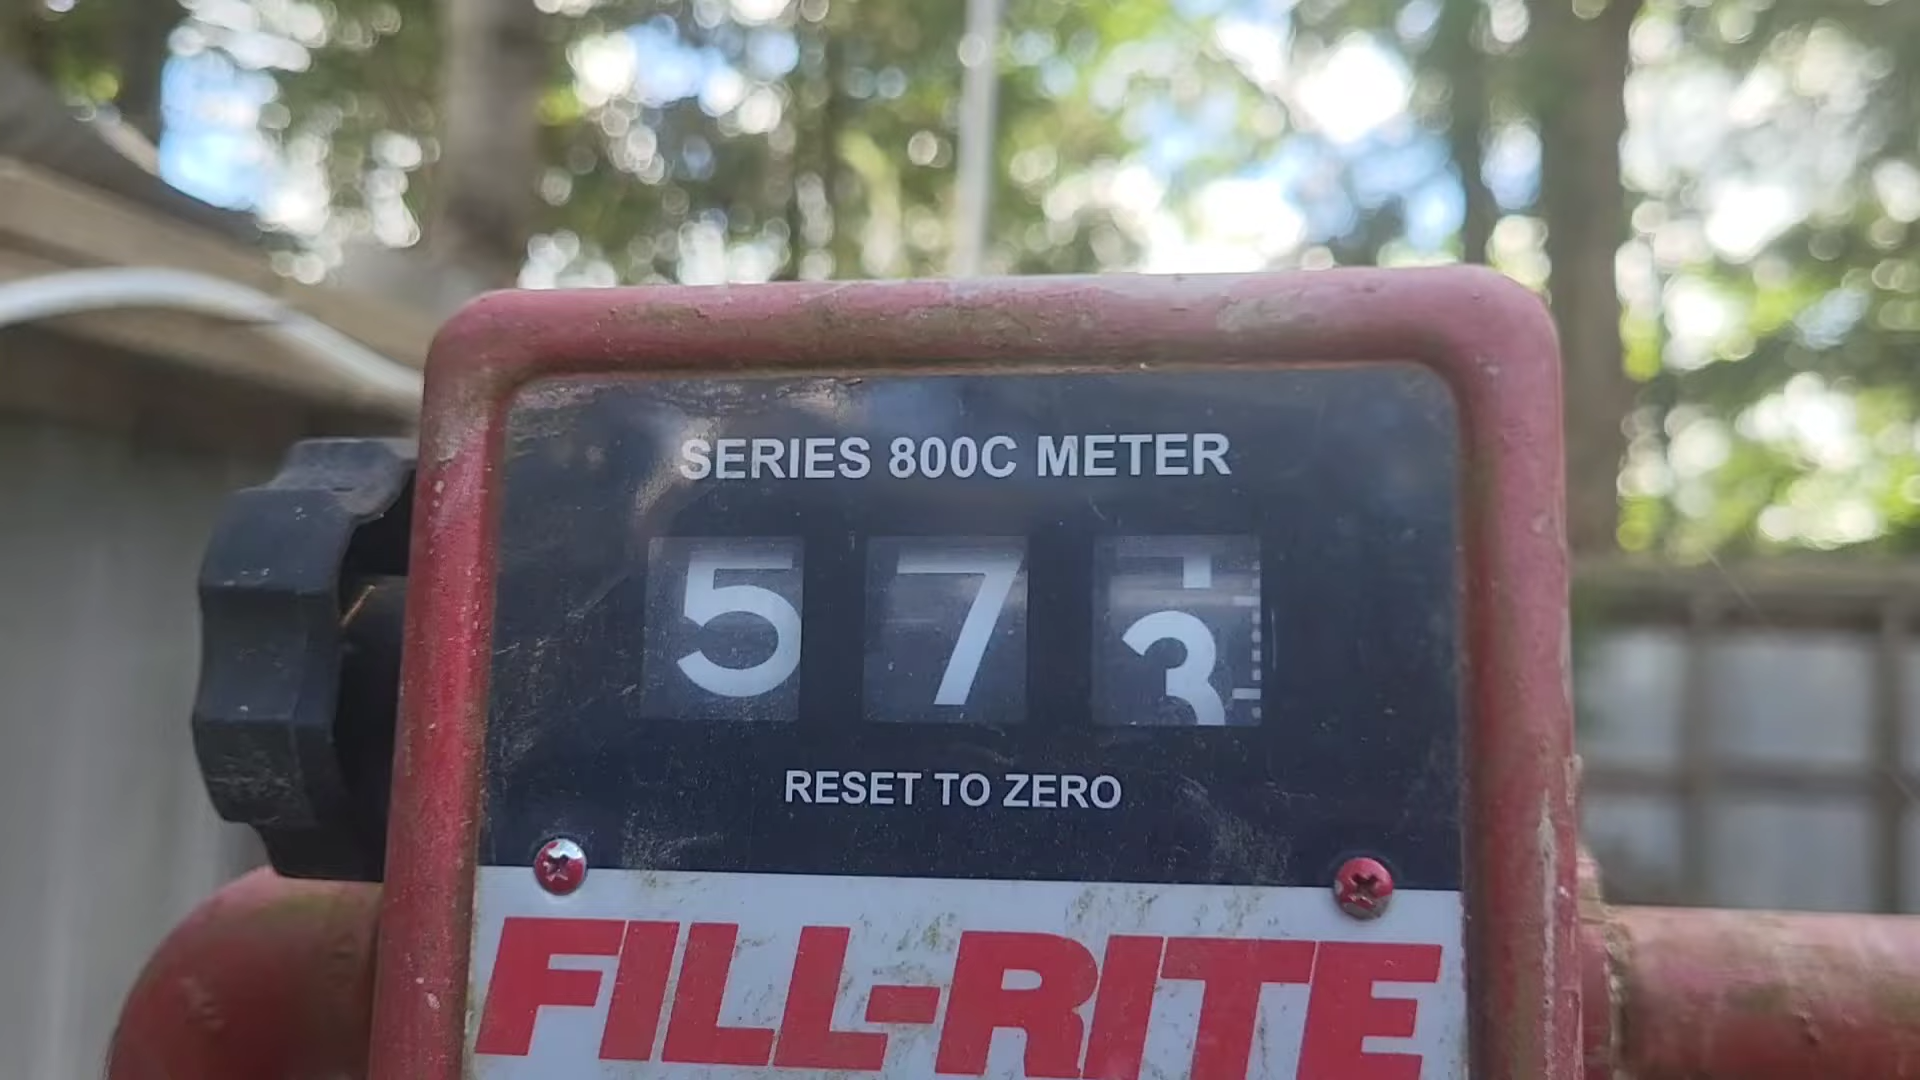 SERIES 800C METER
5 7 3
RESET TO ZERO
FILL-RITE